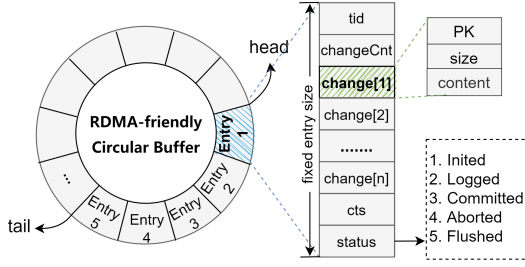 head
RDMA-friendly
Circular Buffer
Entry
1
Entry
2
Entry
3
Entry
4
Entry
5
...
tail
fixed entry size
tid
changeCnt
change[1]
change[2]
.......
change[n]
cts
status
PK
size
content
1. Inited
2. Logged
3. Committed
4. Aborted
5. Flushed